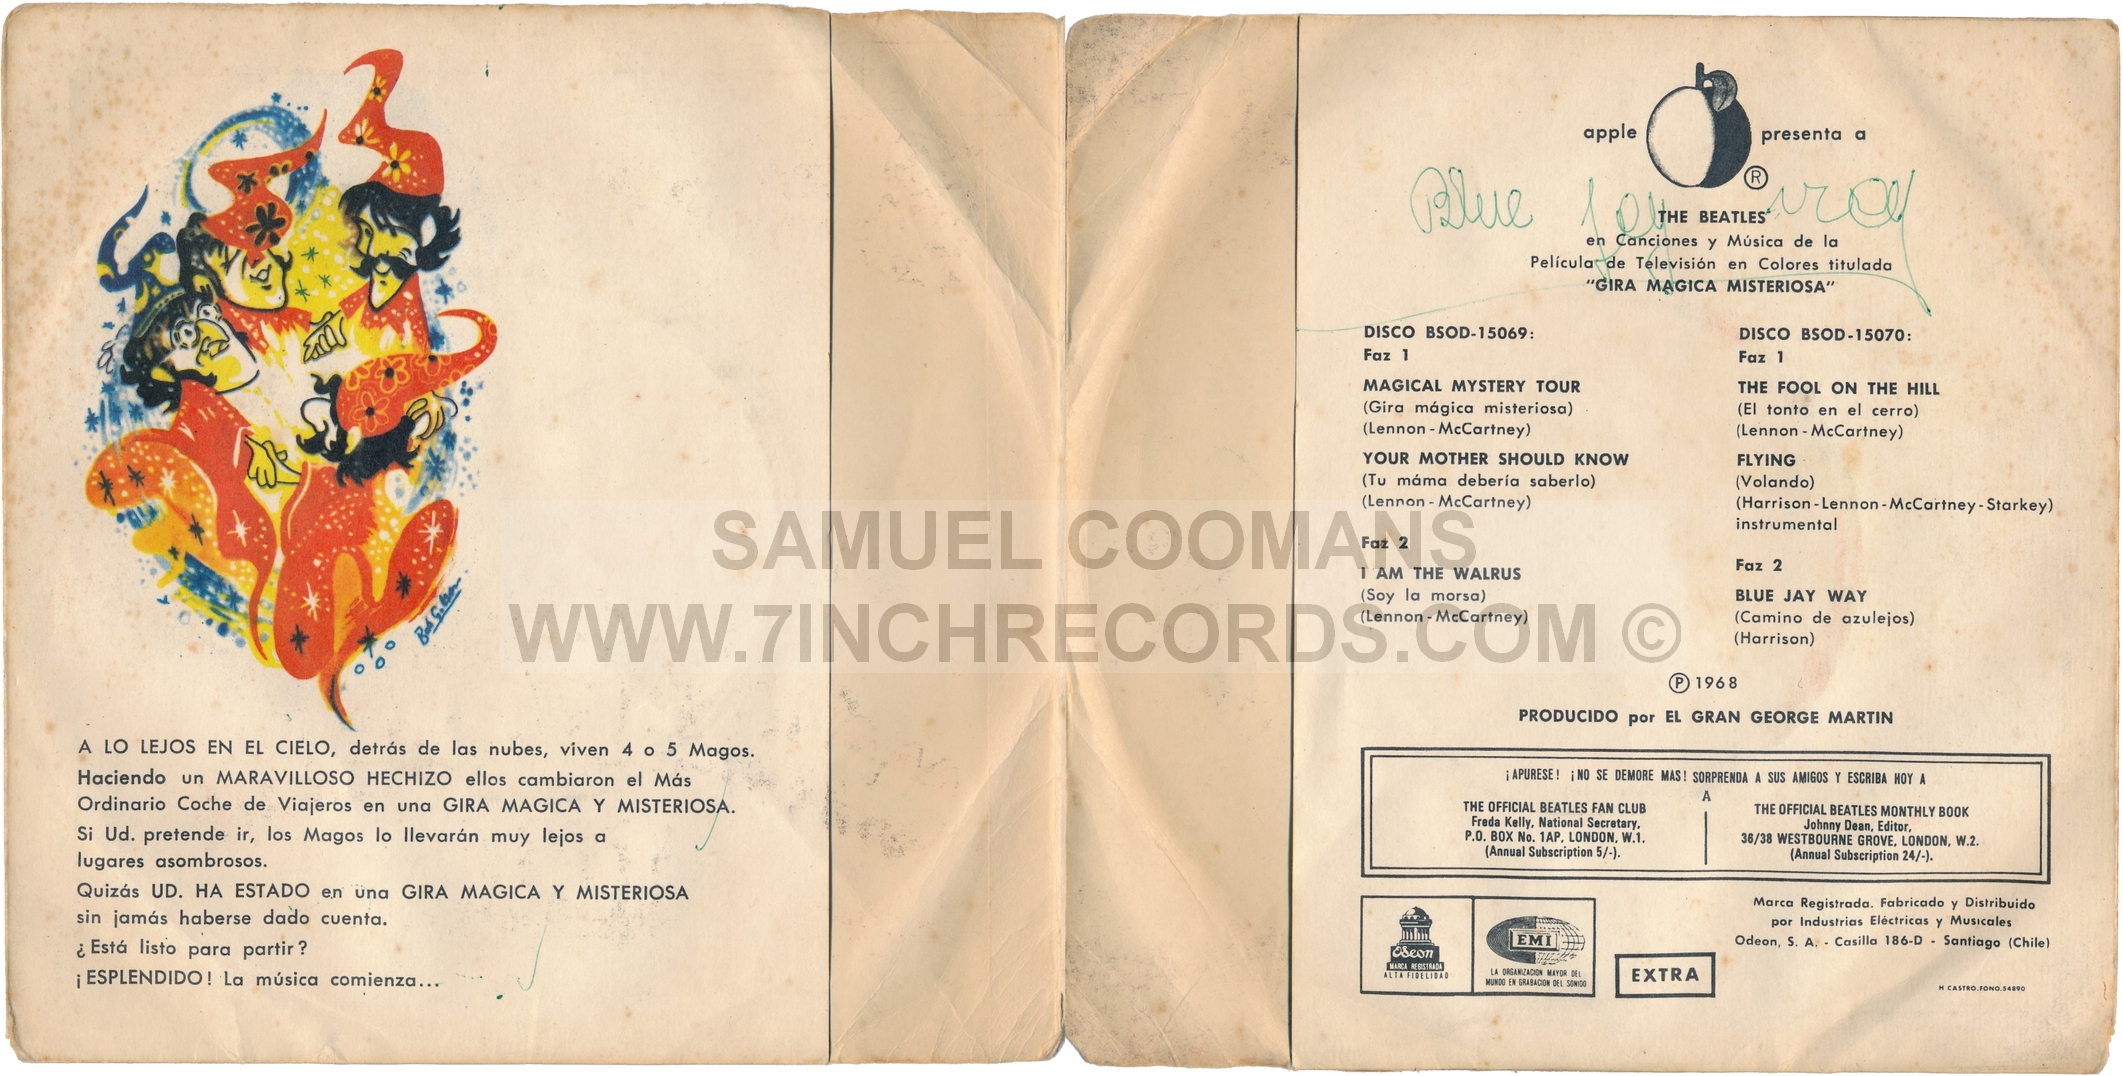 Bob Gibson
A LO LEJOS EN EL CIELO, detrás de las nubes, viven 4 o 5 Magos.
Haciendo un MARAVILLOSO HECHIZO ellos cambiaron el Más
Ordinario Coche de Viajeros en una GIRA MAGICA Y MISTERIOSA.
Si Ud. pretende ir, los Magos lo llevarán muy lejos a
lugares asombrosos.
Quizás UD. HA ESTADO en una GIRA MAGICA Y MISTERIOSA
sin jamás haberse dado cuenta.
¿Está listo para partir?
¡ESPLENDIDO! La música comienza...
SAMUEL COOMANS
WWW.7INCHRECORDS.COM ©
apple presenta a
®
Blue Jay Way
THE BEATLES
en Canciones y Música de la
Película de Televisión en Colores titulada
"GIRA MAGICA MISTERIOSA"
DISCO BSOD-15069:
Faz 1
MAGICAL MYSTERY TOUR
(Gira mágica misteriosa)
(Lennon-McCartney)
YOUR MOTHER SHOULD KNOW
(Tu máma debería saberlo)
(Lennon-McCartney)
Faz 2
I AM THE WALRUS
(Soy la morsa)
(Lennon-McCartney)
DISCO BSOD-15070:
Faz 1
THE FOOL ON THE HILL
(El tonto en el cerro)
(Lennon-McCartney)
FLYING
(Volando)
(Harrison-Lennon-McCartney-Starkey)
instrumental
Faz 2
BLUE JAY WAY
(Camino de azulejos)
(Harrison)
℗ 1968
PRODUCIDO por EL GRAN GEORGE MARTIN
¡APURESE! ¡NO SE DEMORE MAS! SORPRENDA A SUS AMIGOS Y ESCRIBA HOY A
A
THE OFFICIAL BEATLES FAN CLUB
Freda Kelly, National Secretary,
P.O. BOX No. 1AP, LONDON, W.1.
(Annual Subscription 5/-).
THE OFFICIAL BEATLES MONTHLY BOOK
Johnny Dean, Editor,
36/38 WESTBOURNE GROVE, LONDON, W.2.
(Annual Subscription 24/-).
Odeon
MARCA REGISTRADA
ALTA FIDELIDAD
EMI
LA ORGANIZACION MAYOR DEL
MUNDO EN GRABACION DEL SONIDO
EXTRA
Marca Registrada. Fabricado y Distribuido
por Industrias Eléctricas y Musicales
Odeon, S. A. - Casilla 186-D - Santiago (Chile)
H CASTRO.FONO.54890